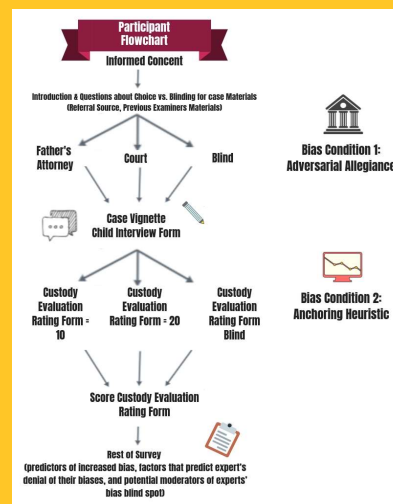 Participant
Flowchart
Informed Concent
Introduction & Questions about Choice vs. Blinding for case Materials
(Referral Source, Previous Examiners Materials)
Father's
Attorney
Court
Blind
Bias Condition 1:
Adversarial Allegiance
Case Vignette
Child Interview Form
Custody
Evaluation
Rating Form =
10
Custody
Evaluation
Rating Form = 20
Custody
Evaluation
Rating Form
Blind
Bias Condition 2:
Anchoring Heuristic
Score Custody Evaluation
Rating Form
Rest of Survey
(predictors of increased bias, factors that predict expert's
denial of their biases, and potential moderators of experts'
bias blind spot)